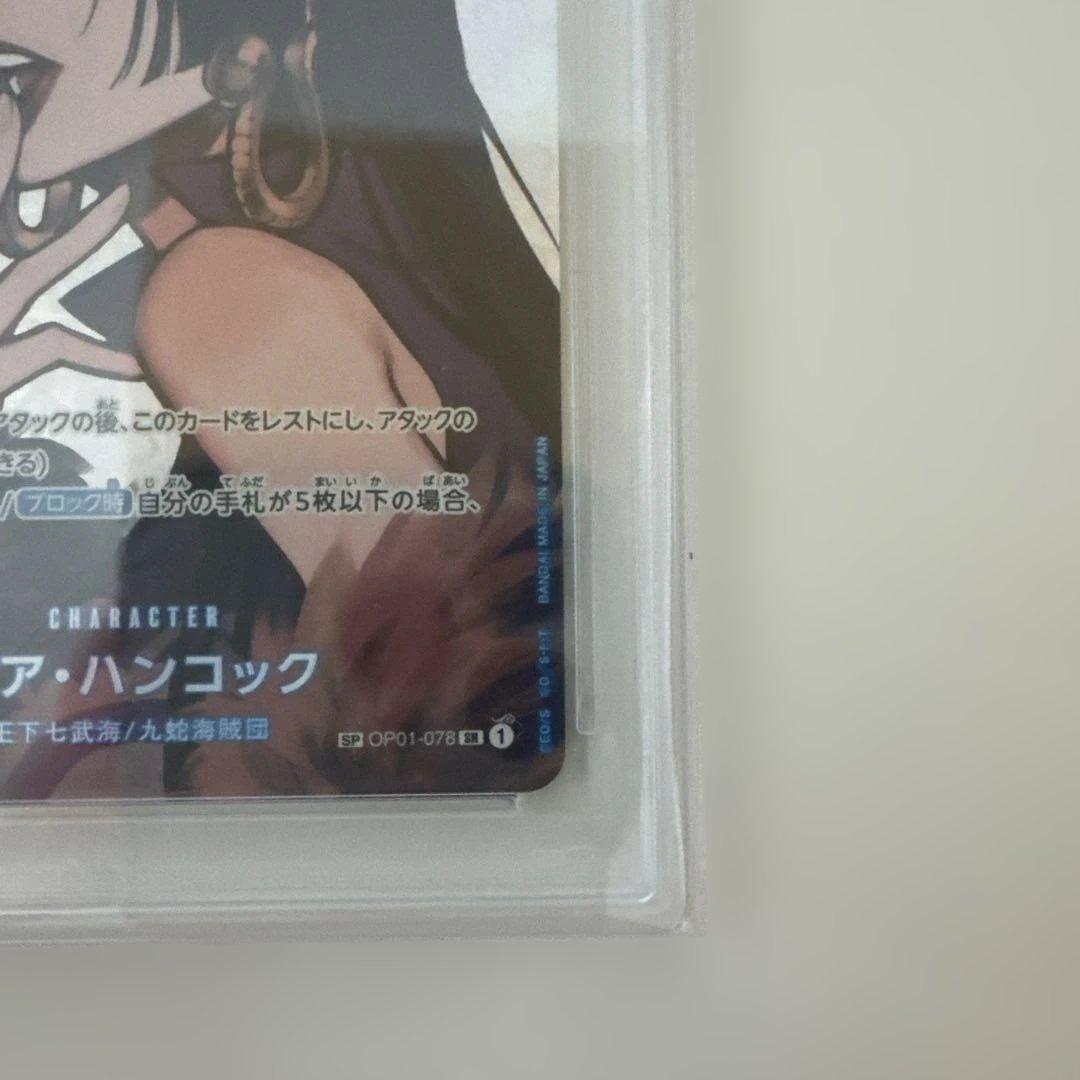 アタックの後、このカードをレストにし、アタックの
きる)
/ ブロック時 自分の手札が5枚以下の場合、
CHARACTER
ア・ハンコック
王下七武海/九蛇海賊団
SP OP01-078 SR 1
BANDAI MADE IN JAPAN